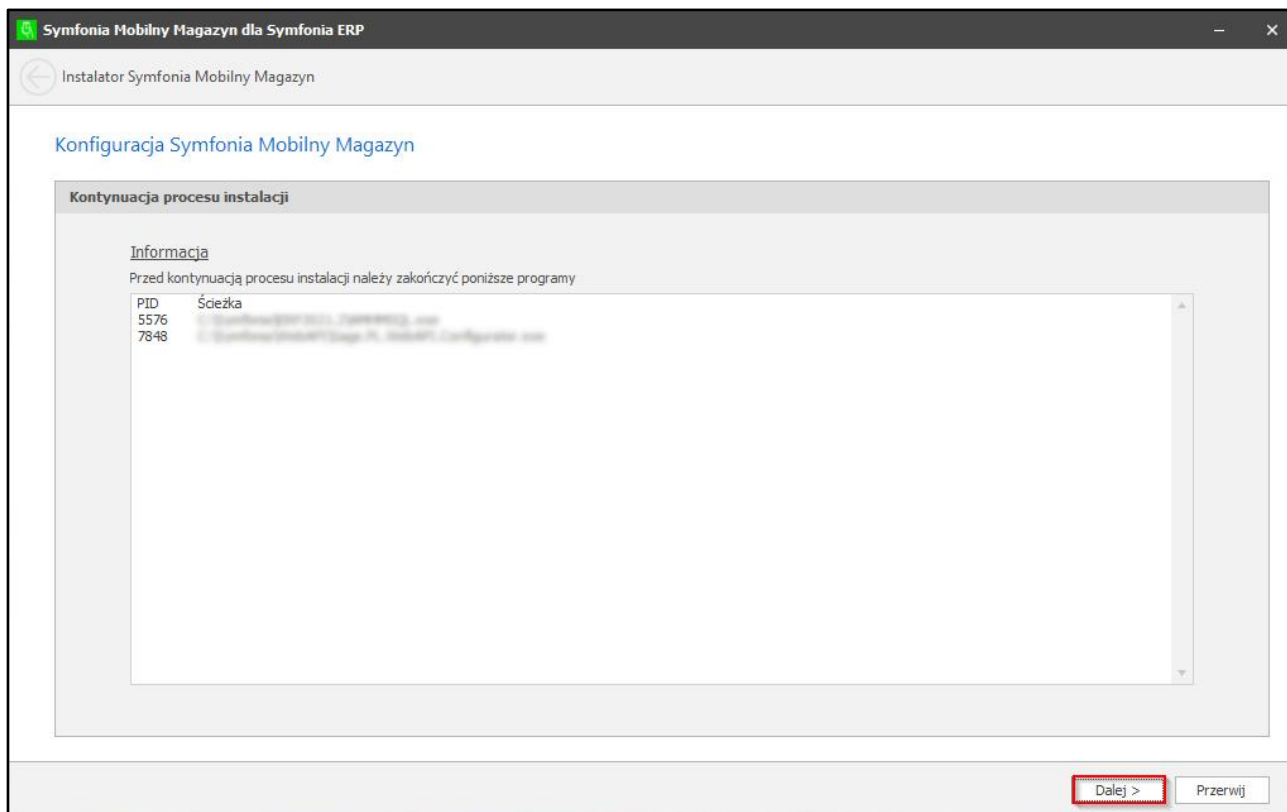 Symfonia Mobilny Magazyn dla Symfonia ERP
Instalator Symfonia Mobilny Magazyn
Konfiguracja Symfonia Mobilny Magazyn
Kontynuacja procesu instalacji
Informacja
Przed kontynuacją procesu instalacji należy zakończyć poniższe programy
PID Ścieżka
5576
7848
Dalej >
Przerwij